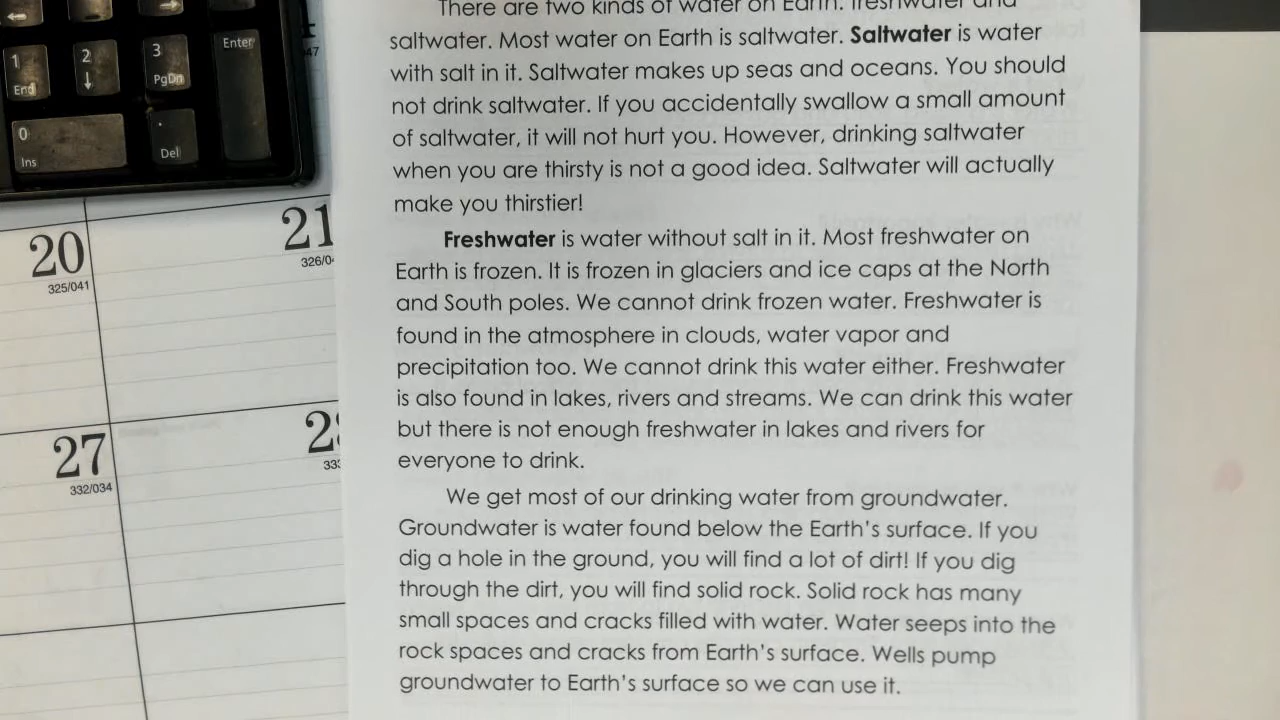 1
End
2
3
PgDn
Enter
0
Ins
.
Del
47
20
325/041
21
326/0
27
332/034
2
33
There are two kinds of water on Earth: freshwater and
saltwater. Most water on Earth is saltwater. Saltwater is water
with salt in it. Saltwater makes up seas and oceans. You should
not drink saltwater. If you accidentally swallow a small amount
of saltwater, it will not hurt you. However, drinking saltwater
when you are thirsty is not a good idea. Saltwater will actually
make you thirstier!
Freshwater is water without salt in it. Most freshwater on
Earth is frozen. It is frozen in glaciers and ice caps at the North
and South poles. We cannot drink frozen water. Freshwater is
found in the atmosphere in clouds, water vapor and
precipitation too. We cannot drink this water either. Freshwater
is also found in lakes, rivers and streams. We can drink this water
but there is not enough freshwater in lakes and rivers for
everyone to drink.
We get most of our drinking water from groundwater.
Groundwater is water found below the Earth's surface. If you
dig a hole in the ground, you will find a lot of dirt! If you dig
through the dirt, you will find solid rock. Solid rock has many
small spaces and cracks filled with water. Water seeps into the
rock spaces and cracks from Earth's surface. Wells pump
groundwater to Earth's surface so we can use it.